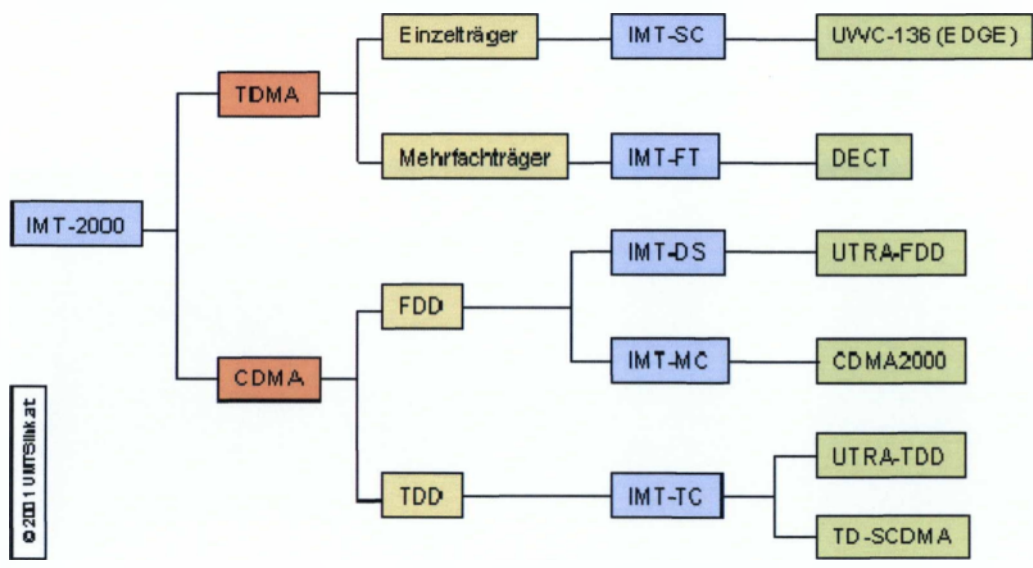 Einzelträger
IMT-SC
UWC-136 (EDGE)
TDMA
Mehrfachträger
IMT-FT
DECT
IMT-2000
IMT-DS
UTRA-FDD
FDD
IMT-MC
CDMA2000
CDMA
UTRA-TDD
TDD
IMT-TC
TD-SCDMA
© 2001 UMTSlink.at